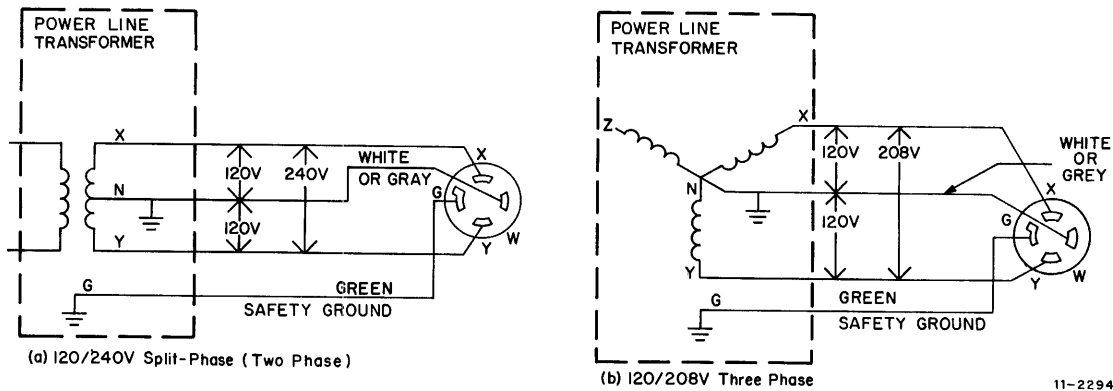 POWER LINE
TRANSFORMER
X
120V
240V
WHITE
OR GRAY
X
N
G
120V
Y
Y
W
G
GREEN
SAFETY GROUND
(a) 120/240V Split-Phase (Two Phase)
POWER LINE
TRANSFORMER
Z
X
120V
208V
WHITE
OR
GREY
X
N
G
120V
Y
Y
W
G
GREEN
SAFETY GROUND
(b) 120/208V Three Phase
11-2294